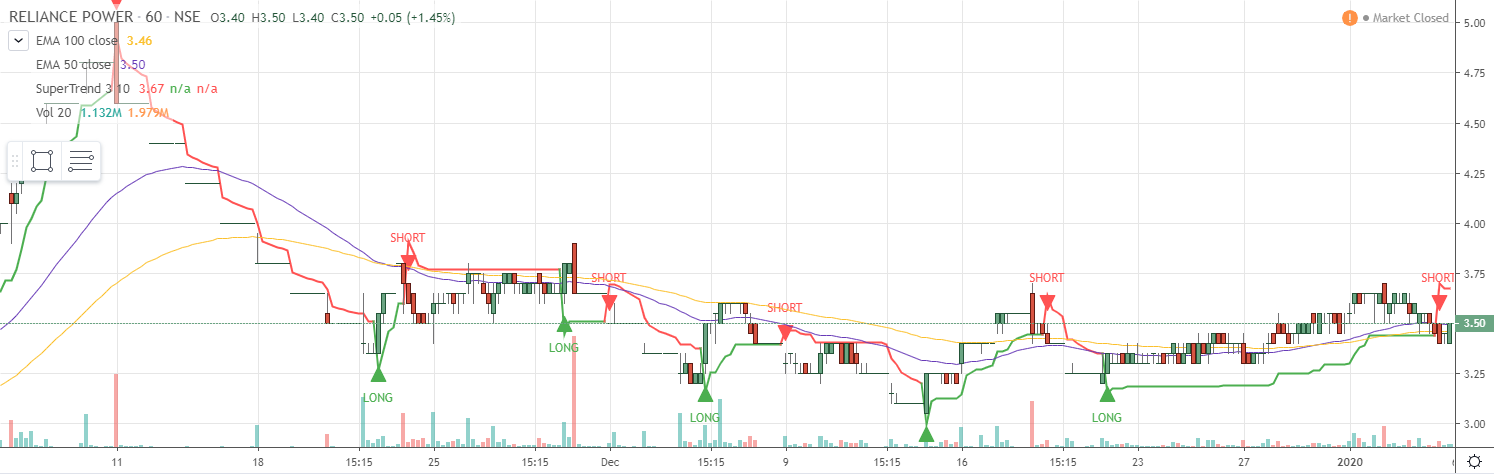 RELIANCE POWER · 60 · NSE O3.40 H3.50 L3.40 C3.50 +0.05 (+1.45%)
Market Closed
EMA 100 close 3.46
EMA 50 close 3.50
SuperTrend 3 10 3.67 n/a n/a
Vol 20 1.132M 1.979M
5.00
4.75
4.50
4.25
4.00
3.75
3.50
3.25
3.00
SHORT
SHORT
SHORT
SHORT
SHORT
LONG
LONG
LONG
LONG
11 18 15:15 25 15:15 Dec 15:15 9 15:15 16 15:15 23 27 2020 6